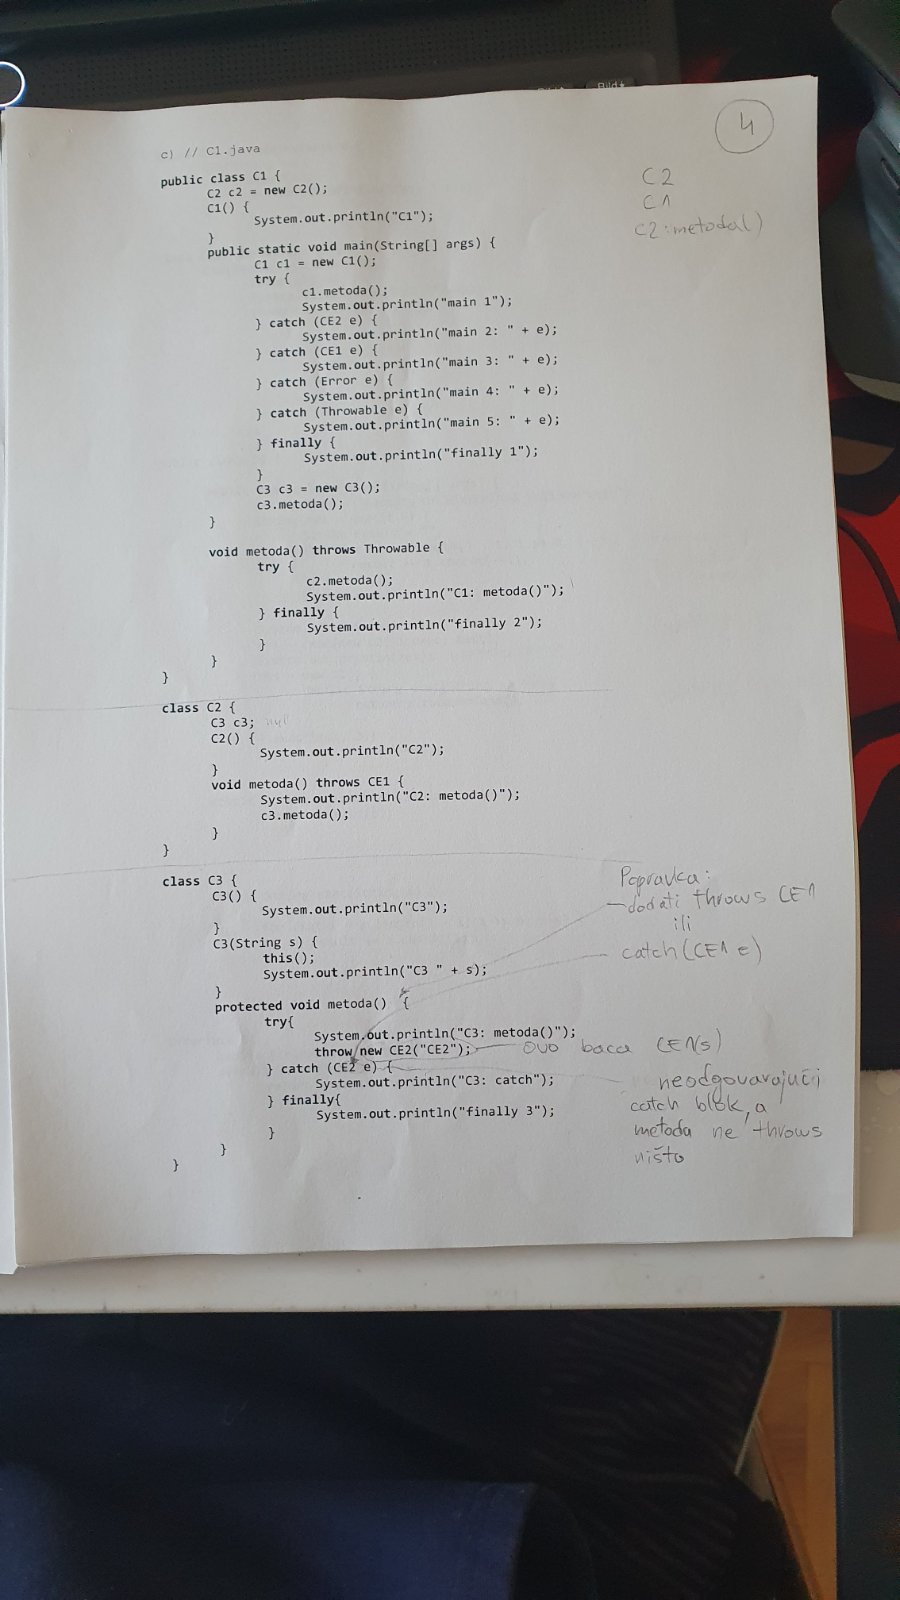 4
c) // C1.java
public class C1 {
C2 c2 = new C2();
C1() {
System.out.println("C1");
}
public static void main(String[] args) {
C1 c1 = new C1();
try {
c1.metoda();
System.out.println("main 1");
} catch (CE2 e) {
System.out.println("main 2: " + e);
} catch (CE1 e) {
System.out.println("main 3: " + e);
} catch (Error e) {
System.out.println("main 4: " + e);
} catch (Throwable e) {
System.out.println("main 5: " + e);
} finally {
System.out.println("finally 1");
}
C3 c3 = new C3();
c3.metoda();
}
void metoda() throws Throwable {
try {
c2.metoda();
System.out.println("C1: metoda()");
} finally {
System.out.println("finally 2");
}
}
}
C2
C1
C2:metoda()
class C2 {
C3 c3; null
C2() {
System.out.println("C2");
}
void metoda() throws CE1 {
System.out.println("C2: metoda()");
c3.metoda();
}
}
class C3 {
C3() {
System.out.println("C3");
}
C3(String s) {
this();
System.out.println("C3 " + s);
}
protected void metoda() {
try{
System.out.println("C3: metoda()");
throw new CE2("CE2");
} catch (CE2 e) {
System.out.println("C3: catch");
} finally{
System.out.println("finally 3");
}
}
}
Popravka:
-dodati throws CE1
ili
catch(CE1 e)
ovo baca
neodgovarajući
catch blok, a
metoda ne throws
ništo